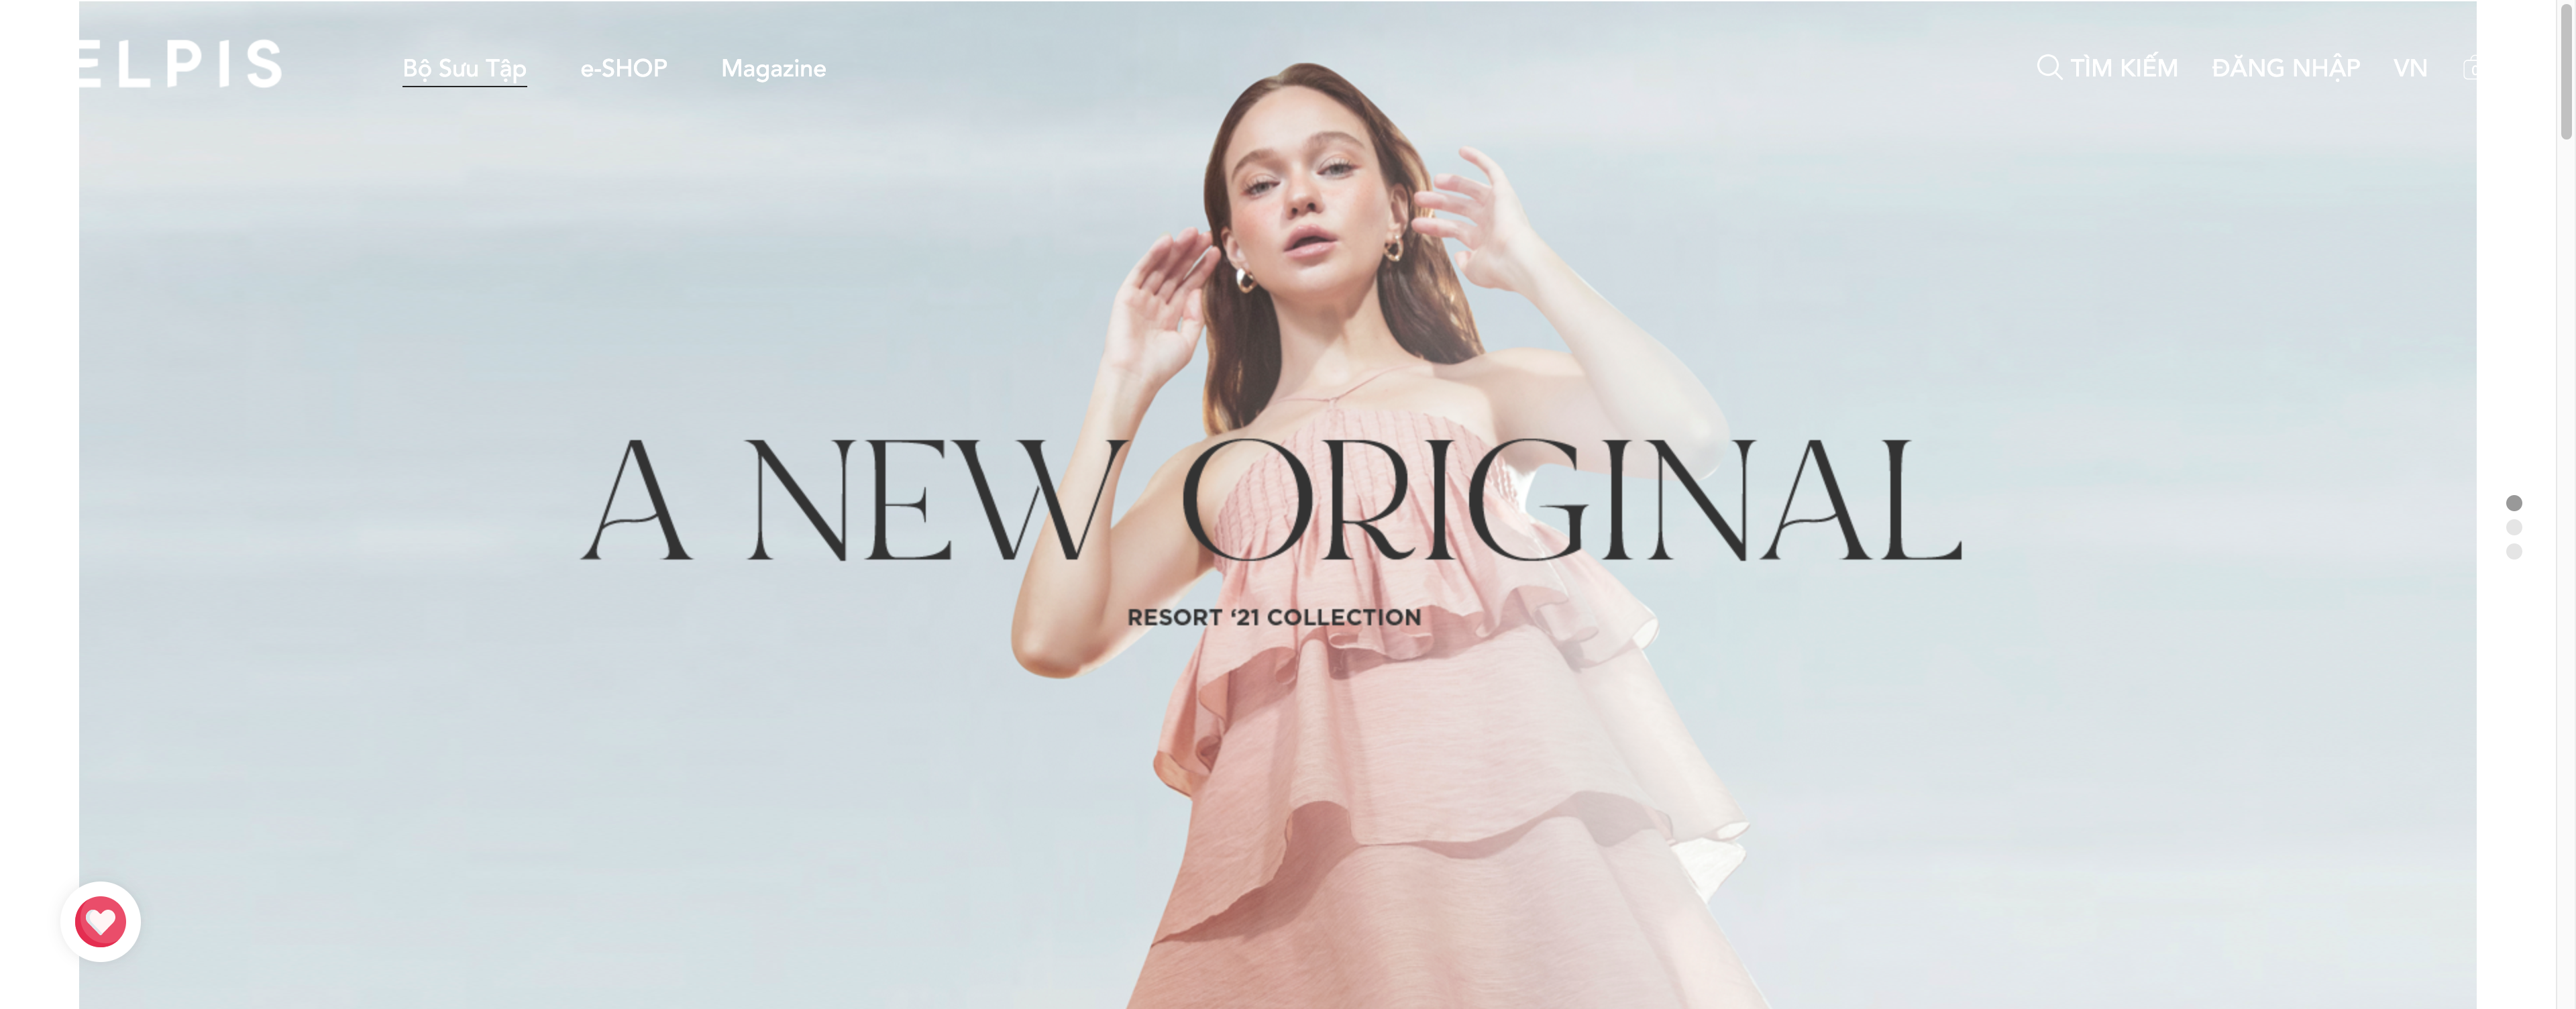 ELPIS
Bộ Sưu Tập e-SHOP Magazine
TÌM KIẾM ĐĂNG NHẬP VN
A NEW ORIGINAL
RESORT ‘21 COLLECTION